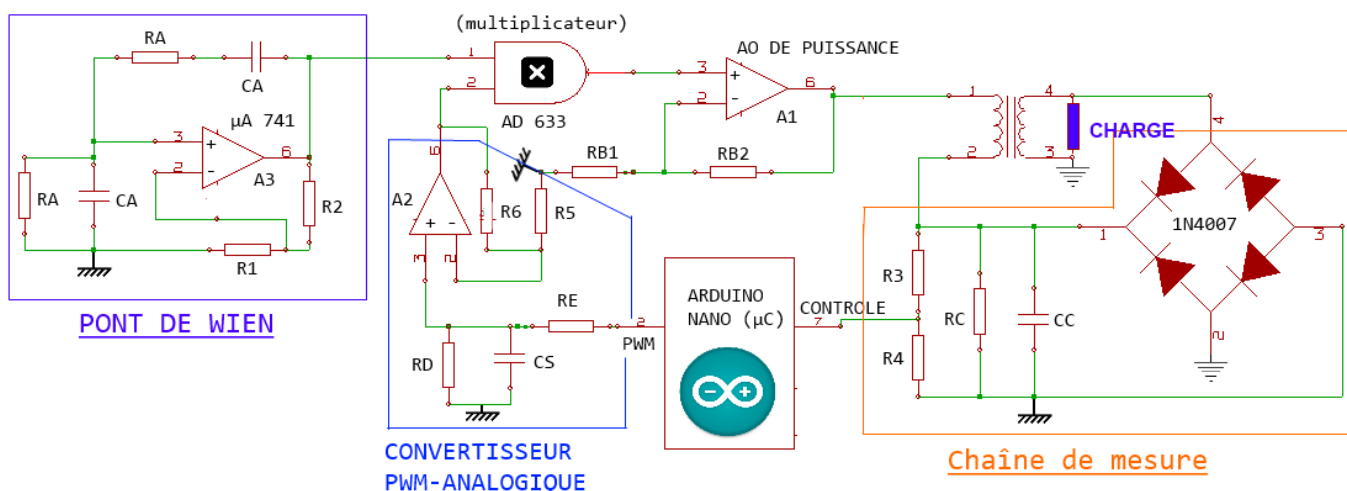 (multiplicateur)
RA
CA
µA 741
3
+
2
-
6
A3
RA
CA
R2
R1
PONT DE WIEN
1
2
AD 633
AO DE PUISSANCE
3
+
2
-
6
A1
RB1
RB2
6
A2
+ -
3
2
R6
R5
RE
RD
CS
PWM
2
CONVERTISSEUR
PWM-ANALOGIQUE
ARDUINO
NANO (µC)
7
CONTROLE
1
2
4
3
CHARGE
4
1N4007
1
3
2
R3
R4
RC
CC
Chaîne de mesure